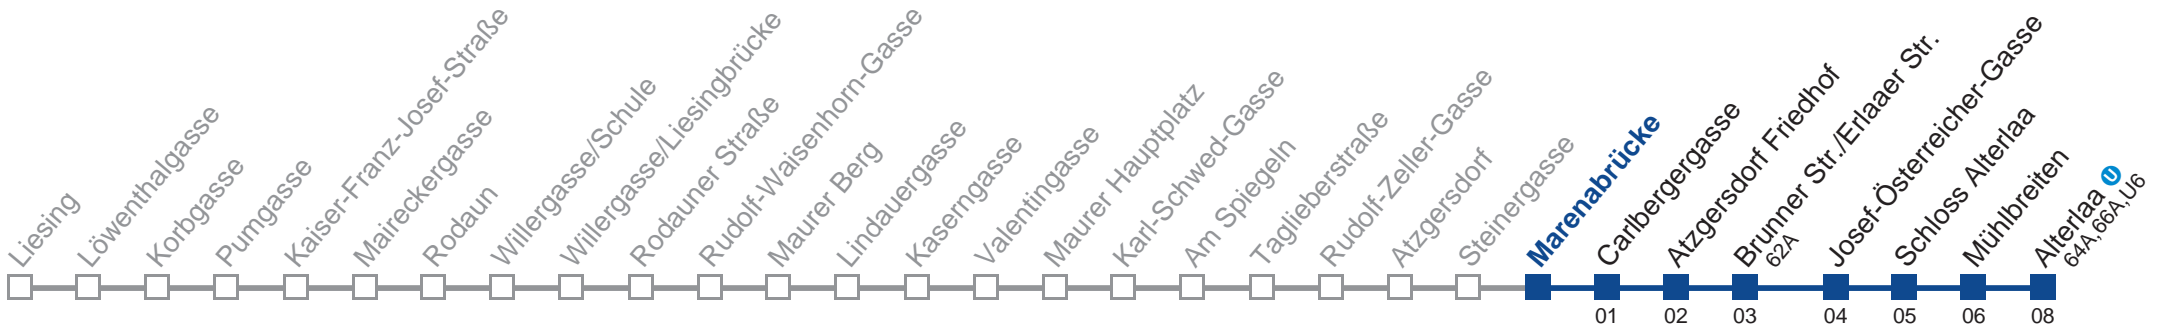 Liesing
Löwenthalgasse
Korbgasse
Pumgasse
Kaiser-Franz-Josef-Straße
Maireckergasse
Rodaun
Willergasse/Schule
Willergasse/Liesingbrücke
Rodauner Straße
Rudolf-Waisenhorn-Gasse
Maurer Berg
Lindauergasse
Kaserngasse
Valentingasse
Maurer Hauptplatz
Karl-Schwed-Gasse
Am Spiegeln
Taglieberstraße
Rudolf-Zeller-Gasse
Atzgersdorf
Steinergasse
Marenabrücke
Carlbergergasse
Atzgersdorf Friedhof
Brunner Str./Erlaaer Str.
62A
Josef-Österreicher-Gasse
Schloss Alterlaa
Mühlbreiten
Alterlaa U
64A,66A,U6
01
02
03
04
05
06
08